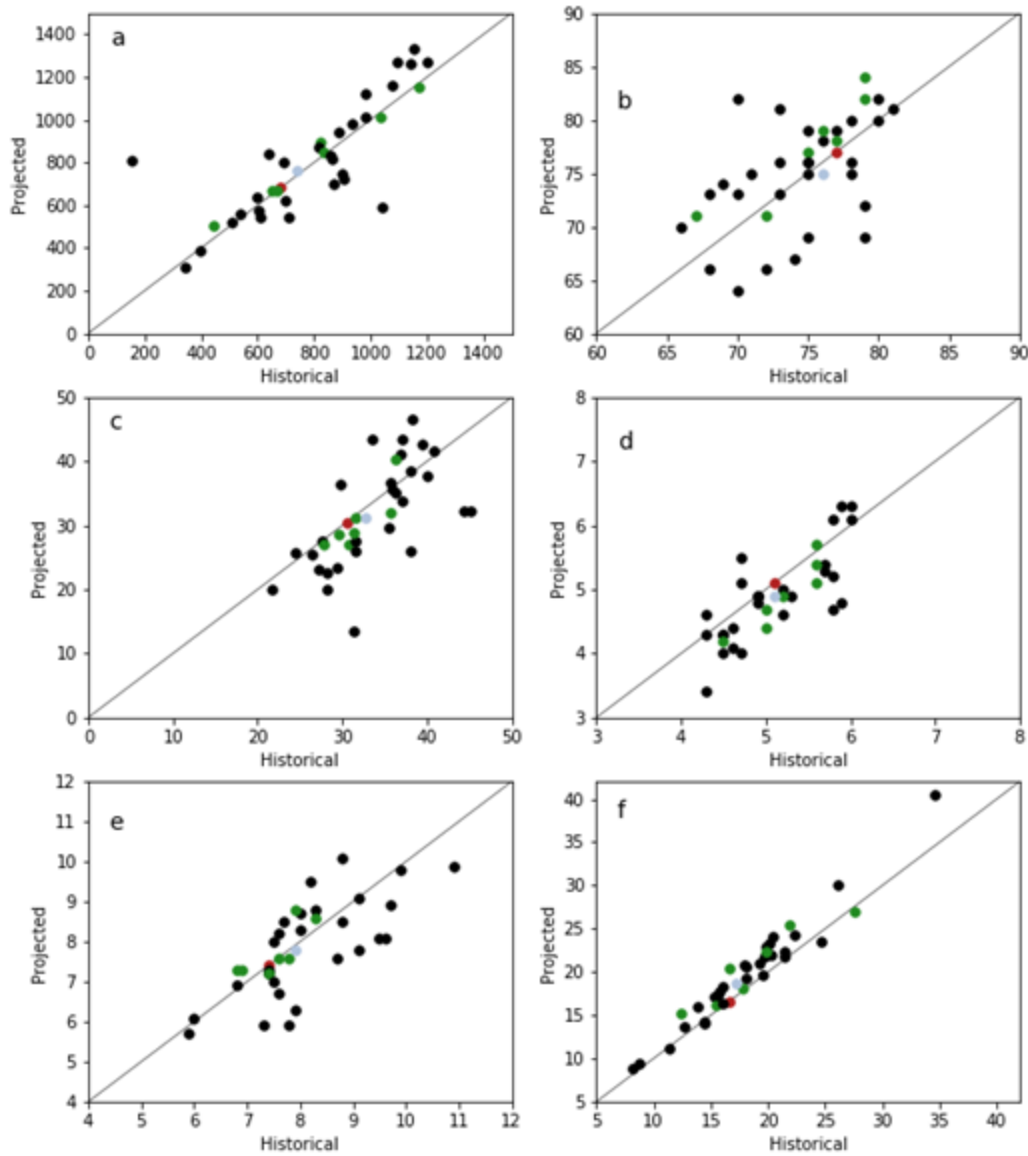 a
1400
1200
1000
800
600
400
200
0
Projected
0 200 400 600 800 1000 1200 1400
Historical
b
90
85
80
75
70
65
60
Projected
60 65 70 75 80 85 90
Historical
c
50
40
30
20
10
0
Projected
0 10 20 30 40 50
Historical
d
8
7
6
5
4
3
Projected
3 4 5 6 7 8
Historical
e
12
11
10
9
8
7
6
5
4
Projected
4 5 6 7 8 9 10 11 12
Historical
f
40
35
30
25
20
15
10
5
Projected
5 10 15 20 25 30 35 40
Historical